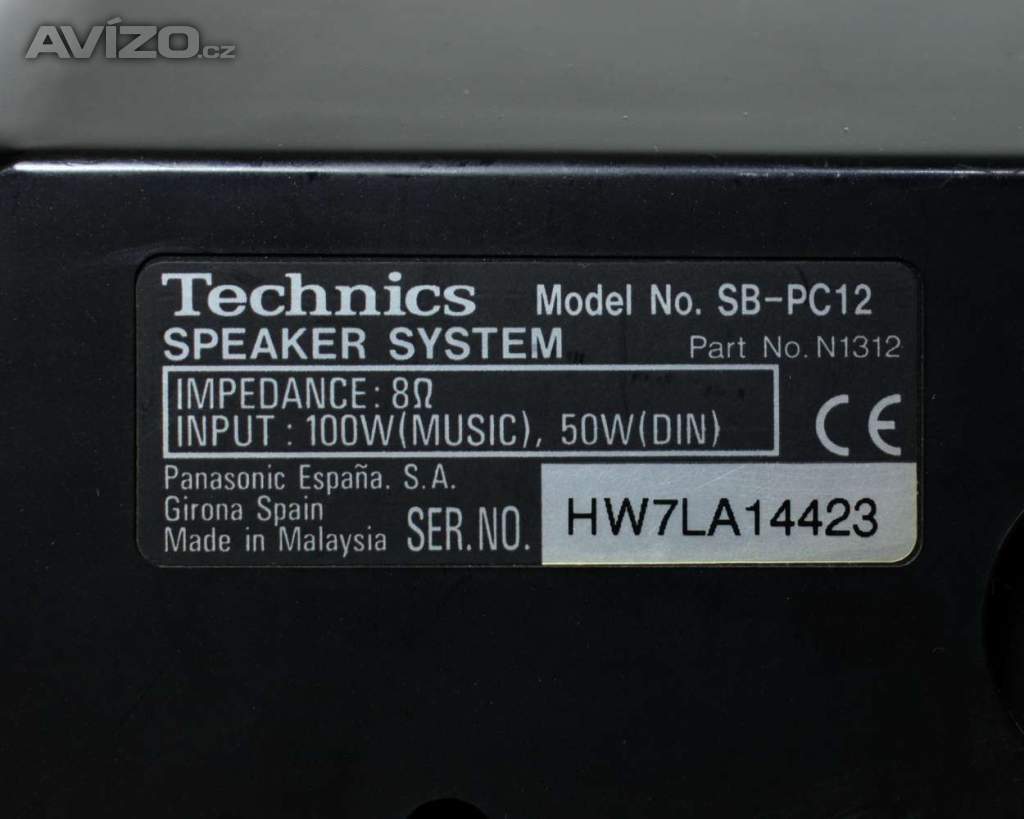 AVÍZO.cz
Technics Model No. SB-PC12
SPEAKER SYSTEM Part No. N1312
IMPEDANCE : 8Ω
INPUT : 100W(MUSIC), 50W(DIN)
CE
Panasonic España. S.A.
Girona Spain
Made in Malaysia SER.NO. HW7LA14423